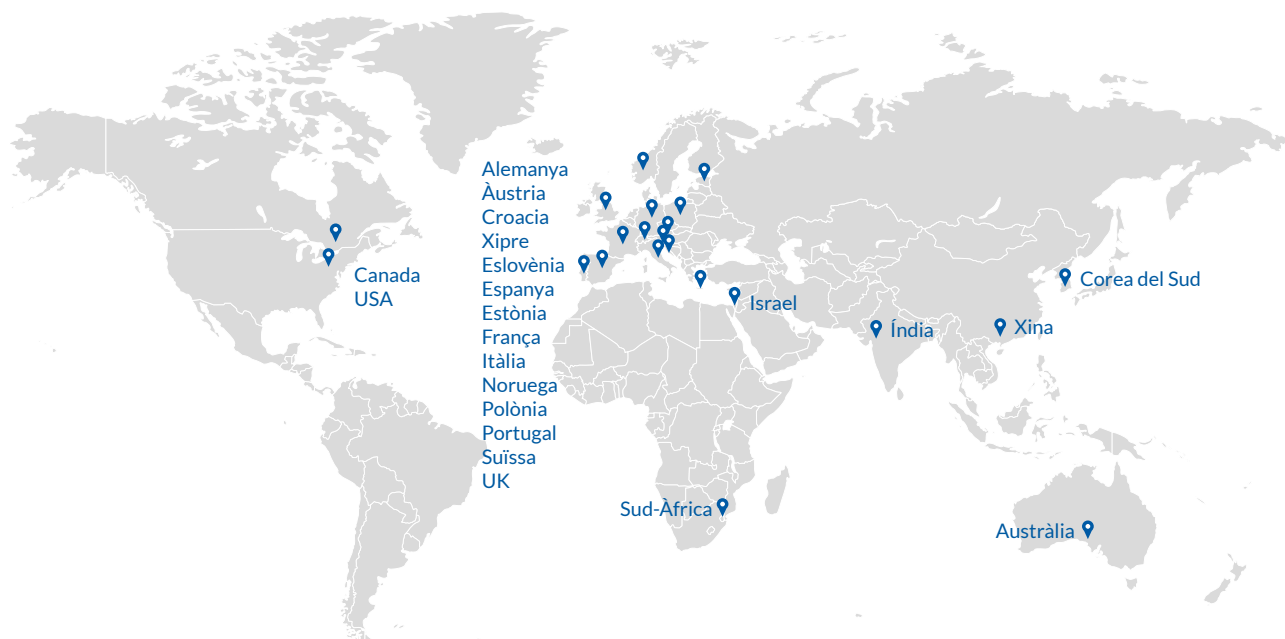 Alemanya
Àustria
Croacia
Xipre
Eslovènia
Espanya
Estònia
França
Itàlia
Noruega
Polònia
Portugal
Suïssa
UK
Canada
USA
Israel
Corea del Sud
Índia
Xina
Sud-Àfrica
Austràlia